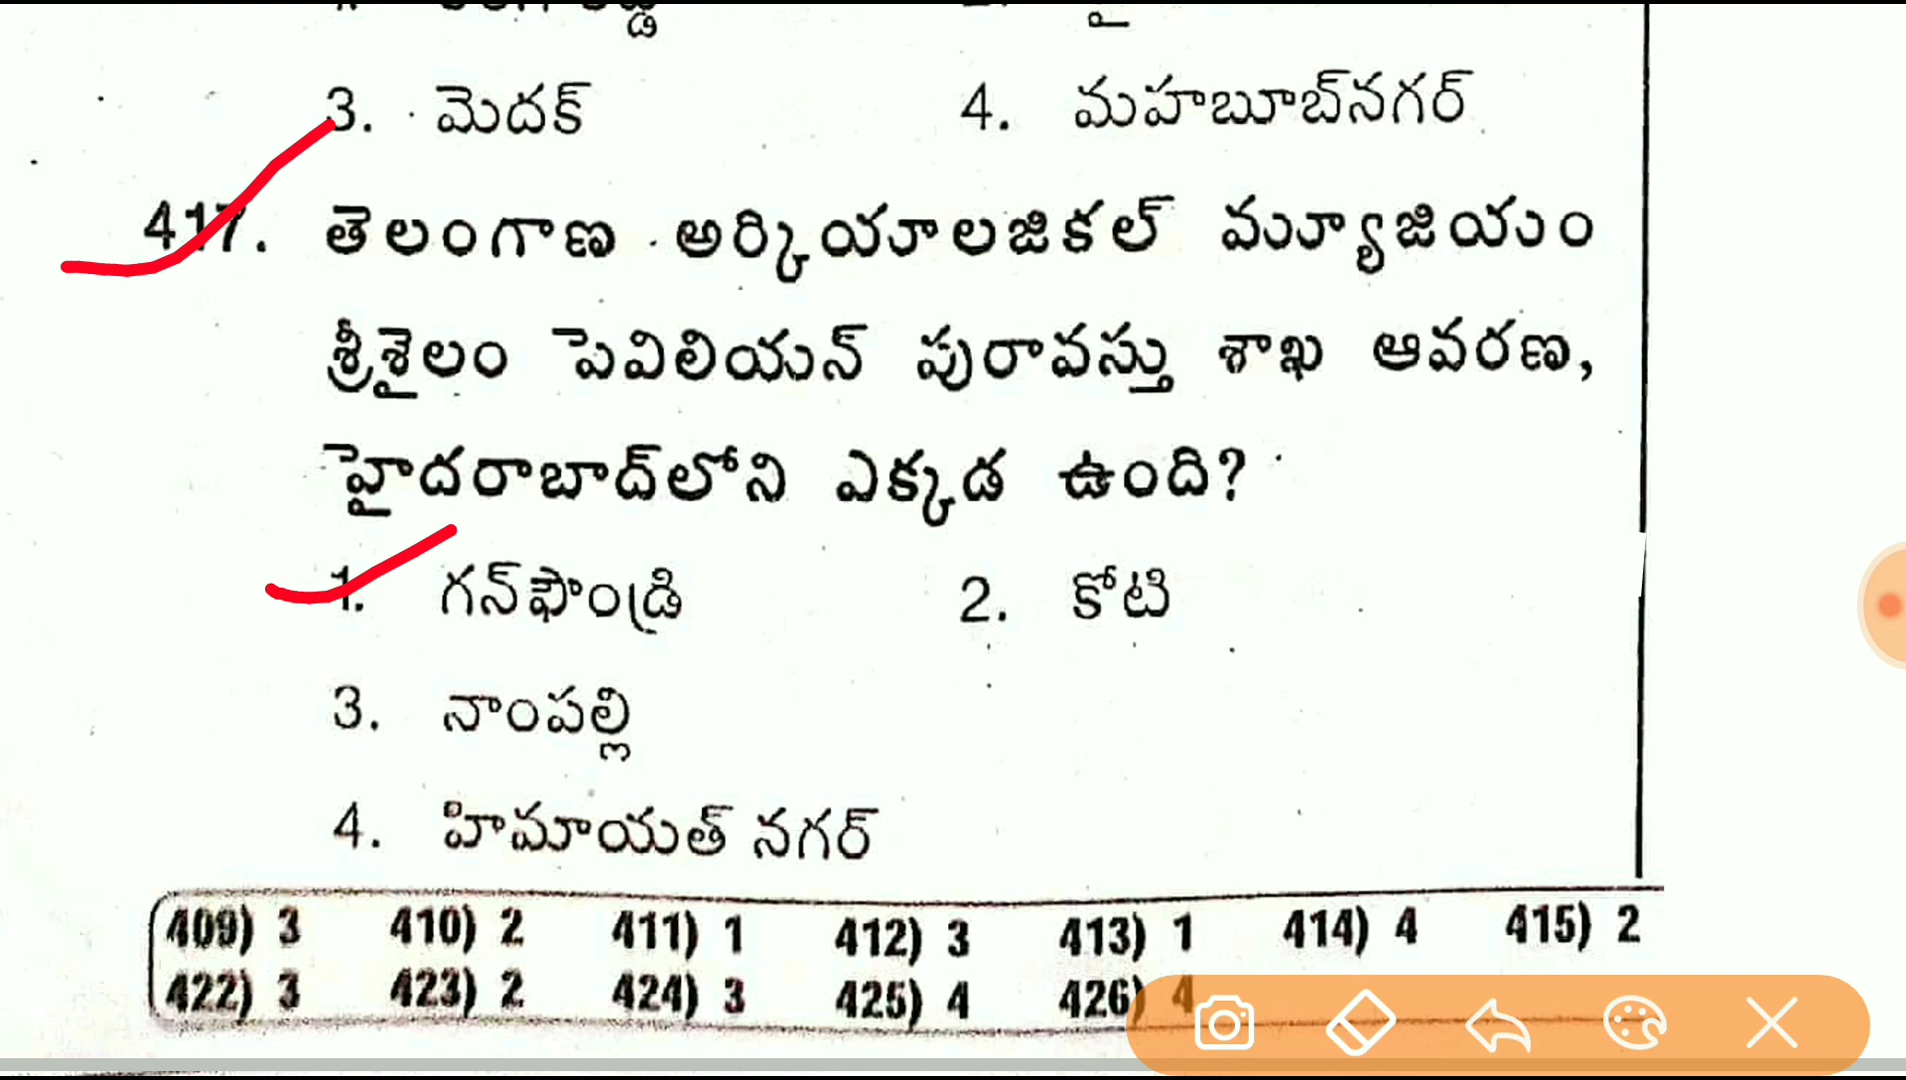 3. మెదక్ 4. మహబూబ్‌నగర్
417. తెలంగాణ అర్కియాలజికల్ మ్యూజియం
శ్రీశైలం పెవిలియన్ పురావస్తు శాఖ ఆవరణ,
హైదరాబాద్‌లోని ఎక్కడ ఉంది?
1. గన్‌ఫౌండ్రి 2. కోటి
3. నాంపల్లి
4. హిమాయత్ నగర్
409) 3 410) 2 411) 1 412) 3 413) 1 414) 4 415) 2
422) 3 423) 2 424) 3 425) 4 426) 4